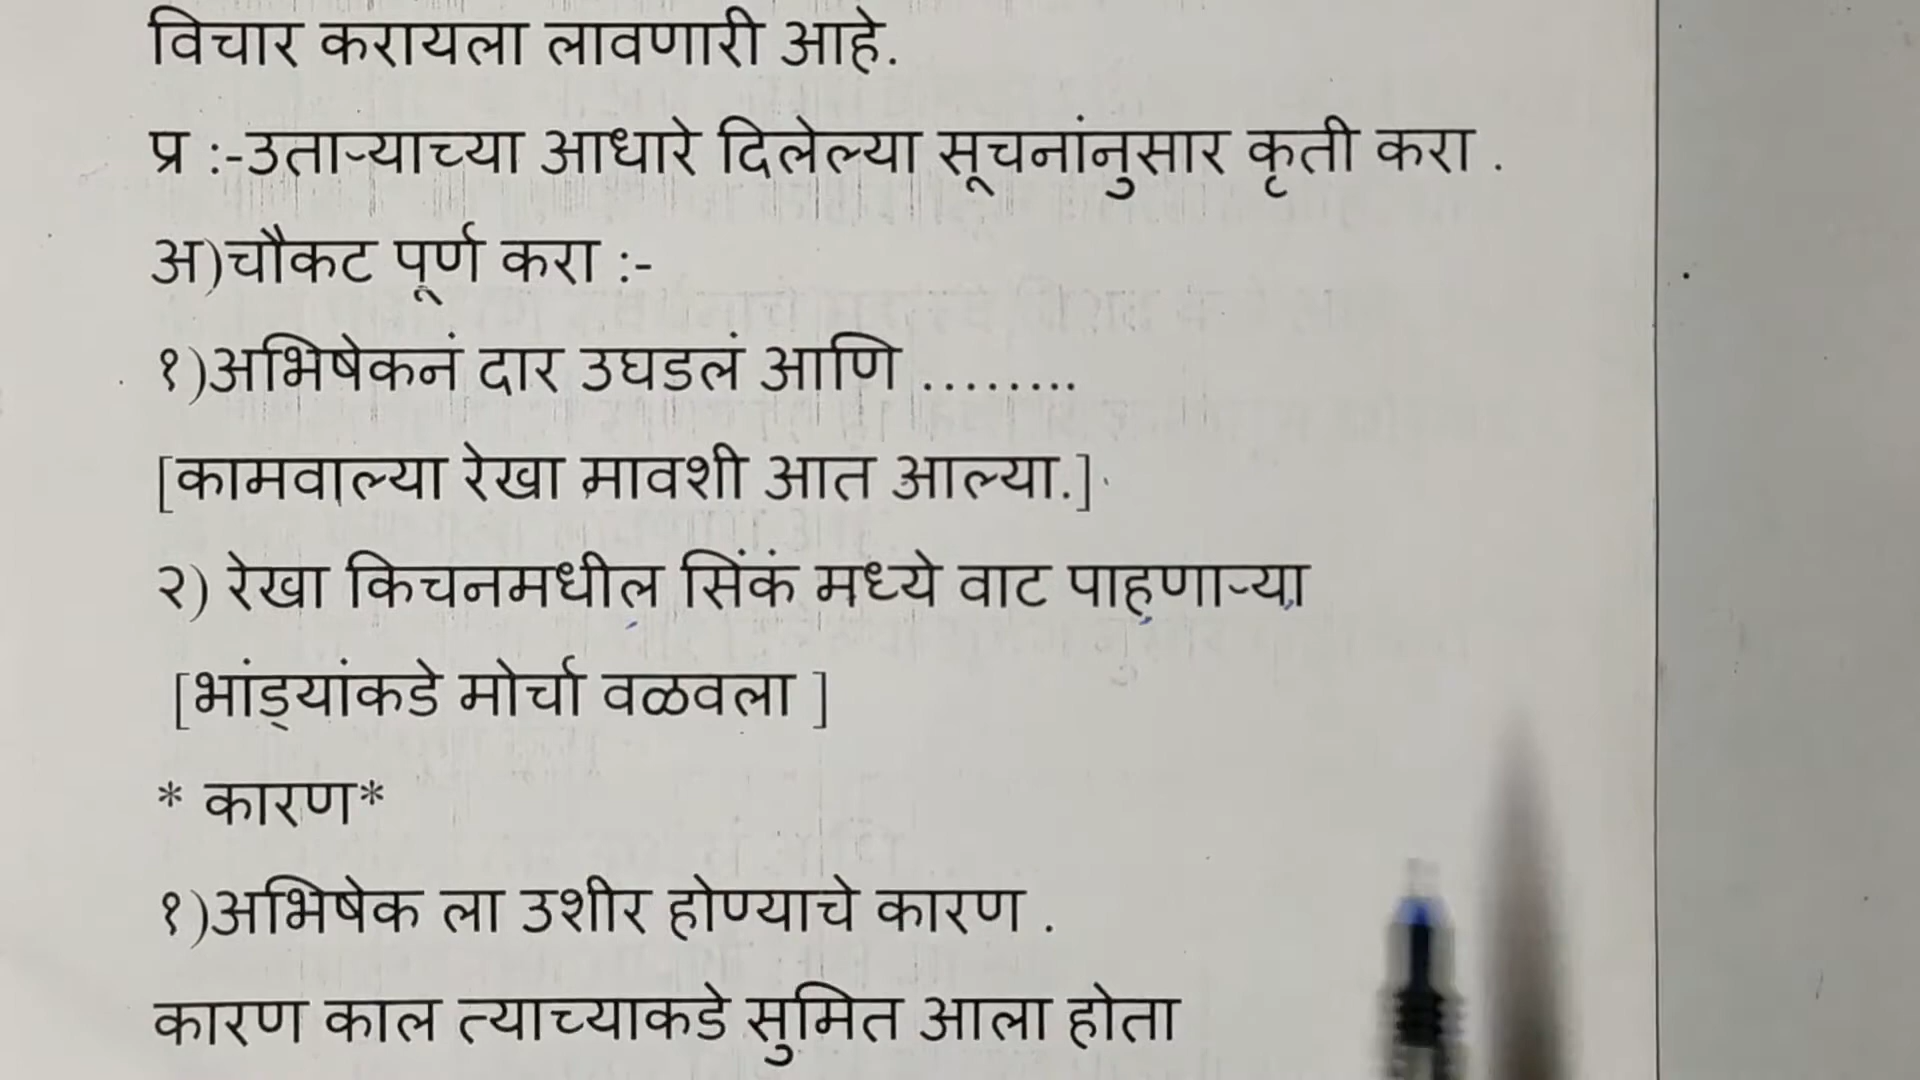 विचार करायला लावणारी आहे.
प्र :-उताऱ्याच्या आधारे दिलेल्या सूचनांनुसार कृती करा .
अ)चौकट पूर्ण करा :-
१)अभिषेकनं दार उघडलं आणि ........
[कामवाल्या रेखा मावशी आत आल्या.]
२) रेखा किचनमधील सिंकं मध्ये वाट पाहणाऱ्या
[भांड्यांकडे मोर्चा वळवला ]
* कारण*
१)अभिषेक ला उशीर होण्याचे कारण .
कारण काल त्याच्याकडे सुमित आला होता